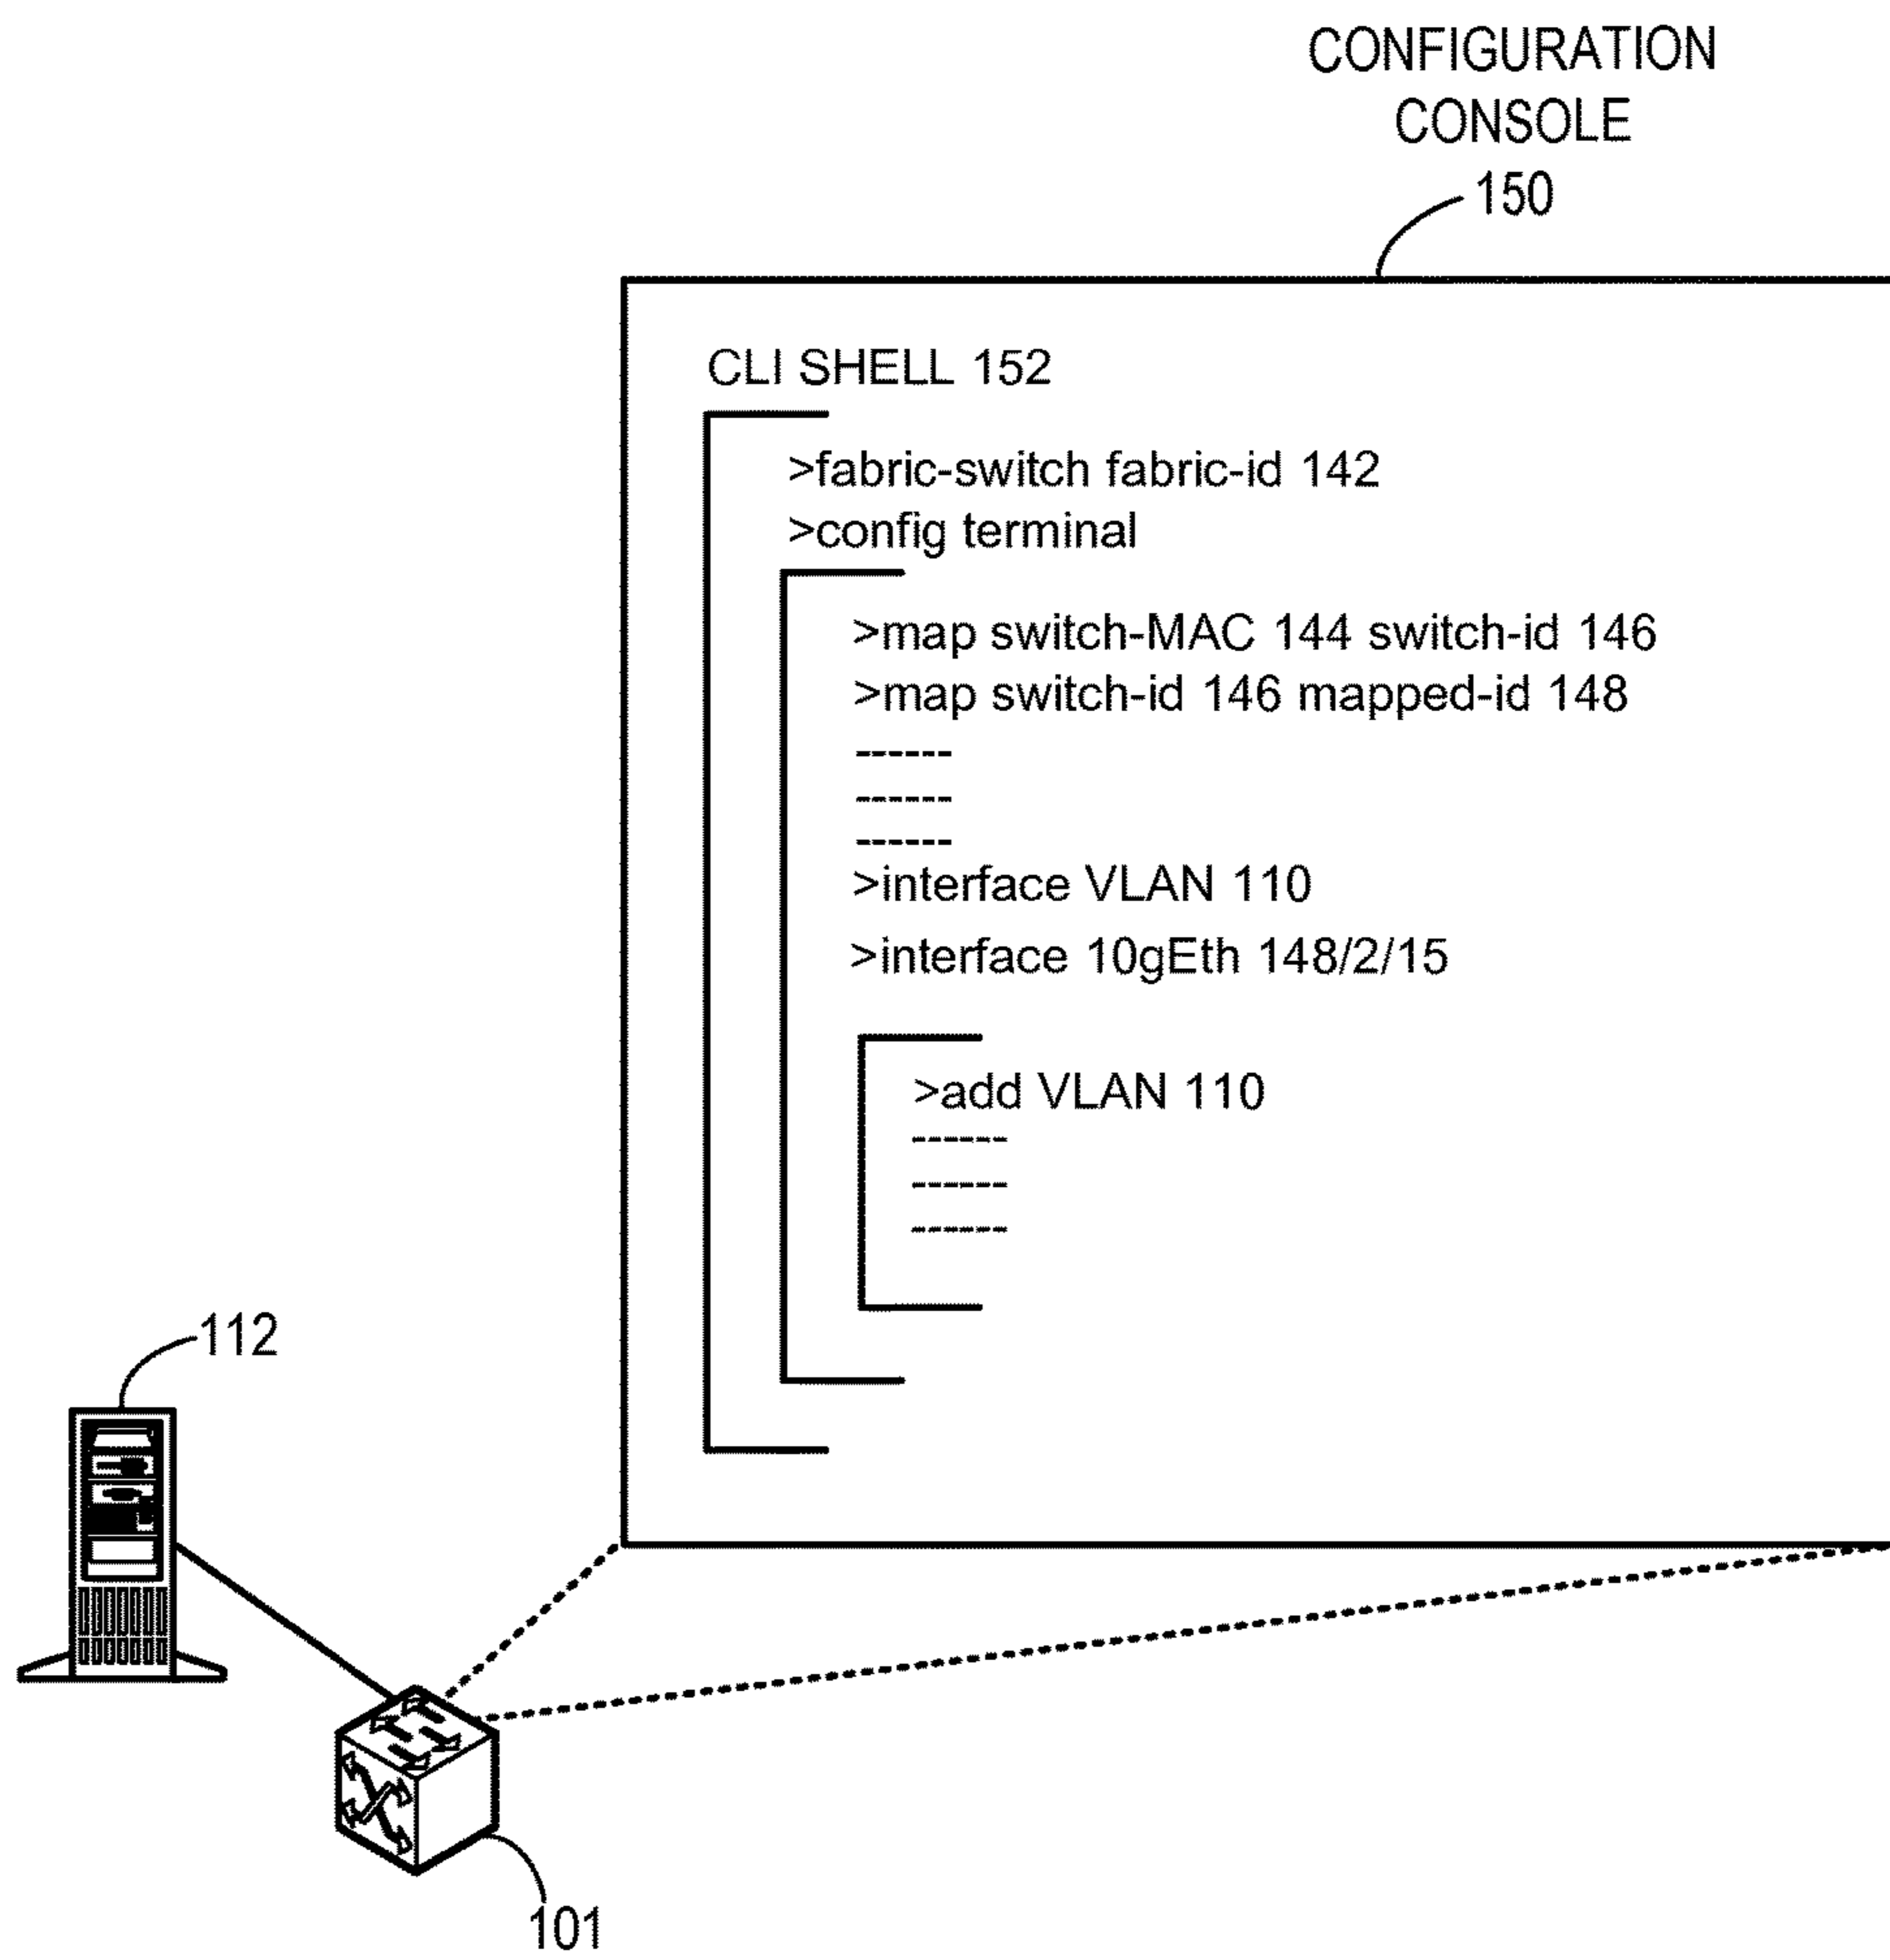 CONFIGURATION
CONSOLE
150
CLI SHELL 152
>fabric-switch fabric-id 142
>config terminal
>map switch-MAC 144 switch-id 146
>map switch-id 146 mapped-id 148
------
------
------
>interface VLAN 110
>interface 10gEth 148/2/15
>add VLAN 110
------
------
------
112
101